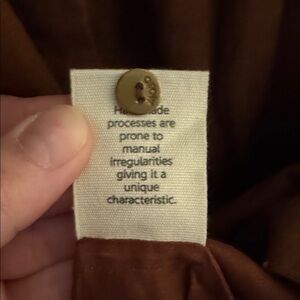 processes are
prone to
manual
irregularities
giving it a
unique
characteristic.